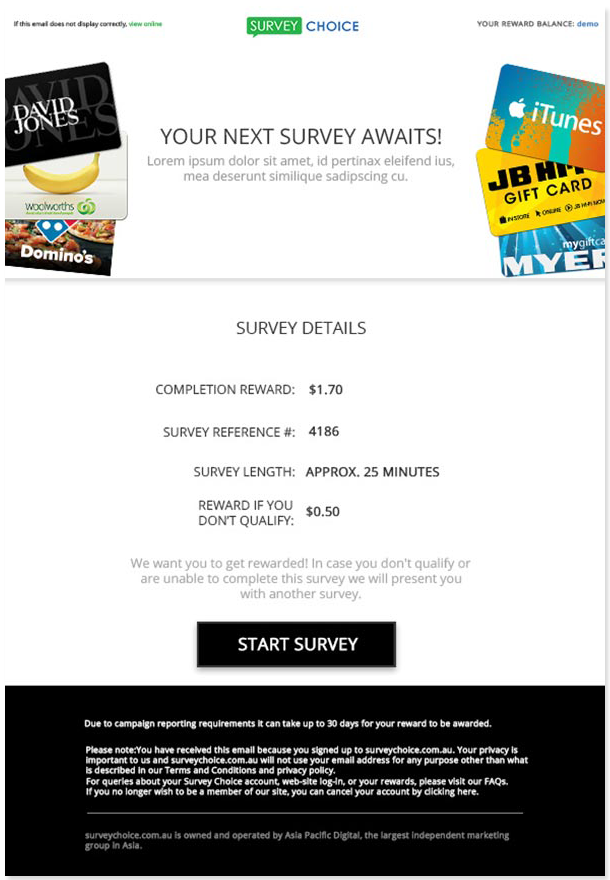 If this email does not display correctly, view online
SURVEY CHOICE
YOUR REWARD BALANCE: demo
DAVID
JONES
woolworths
Domino's
iTunes
JB HI-FI
GIFT CARD
INSTORE ONLINE JB HI-FI NOW
mygiftca
MYER
YOUR NEXT SURVEY AWAITS!
Lorem ipsum dolor sit amet, id pertinax eleifend ius,
mea deserunt similique sadipscing cu.
SURVEY DETAILS
COMPLETION REWARD: $1.70
SURVEY REFERENCE #: 4186
SURVEY LENGTH: APPROX. 25 MINUTES
REWARD IF YOU
DON'T QUALIFY: $0.50
We want you to get rewarded! In case you don't qualify or
are unable to complete this survey we will present you
with another survey.
START SURVEY
Due to campaign reporting requirements it can take up to 30 days for your reward to be awarded.
Please note:You have received this email because you signed up to surveychoice.com.au. Your privacy is
important to us and surveychoice.com.au will not use your email address for any purpose other than what
is described in our Terms and Conditions and privacy policy.
For queries about your Survey Choice account, web-site log-in, or your rewards, please visit our FAQs.
If you no longer wish to be a member of our site, you can cancel your account by clicking here.
surveychoice.com.au is owned and operated by Asia Pacific Digital, the largest independent marketing
group in Asia.